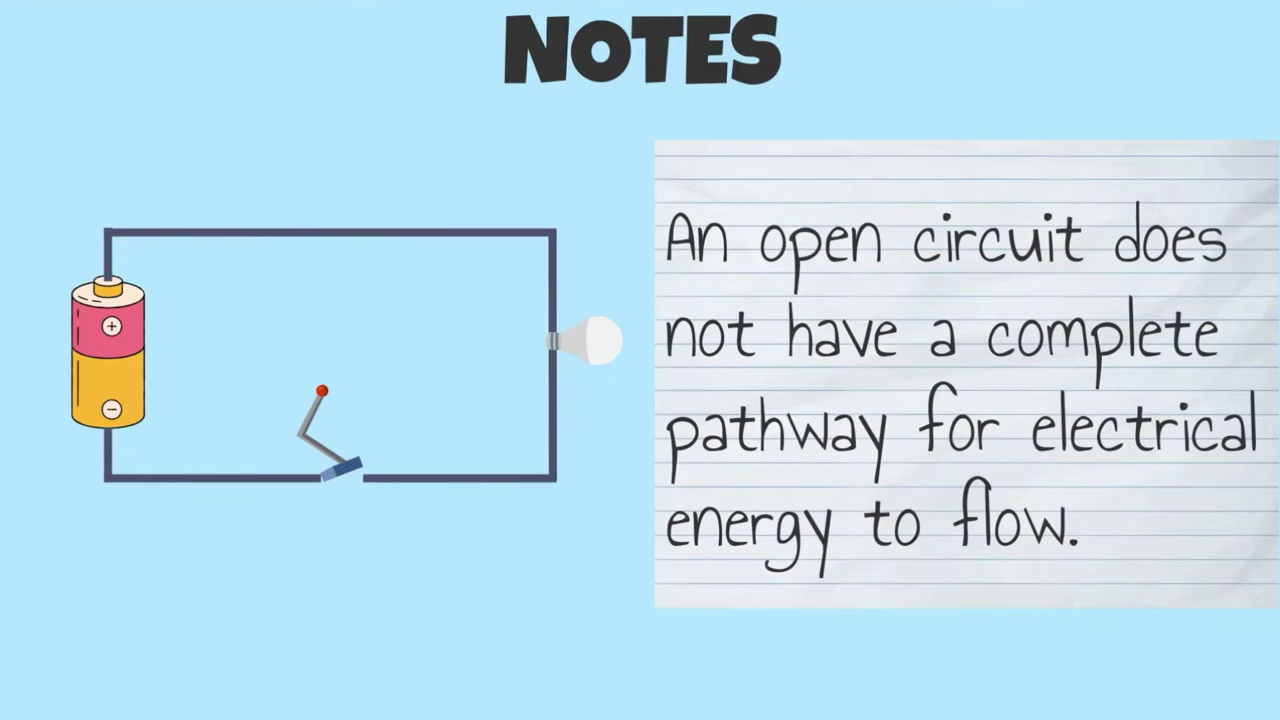 NOTES
An open circuit does
not have a complete
pathway for electrical
energy to flow.
+
−